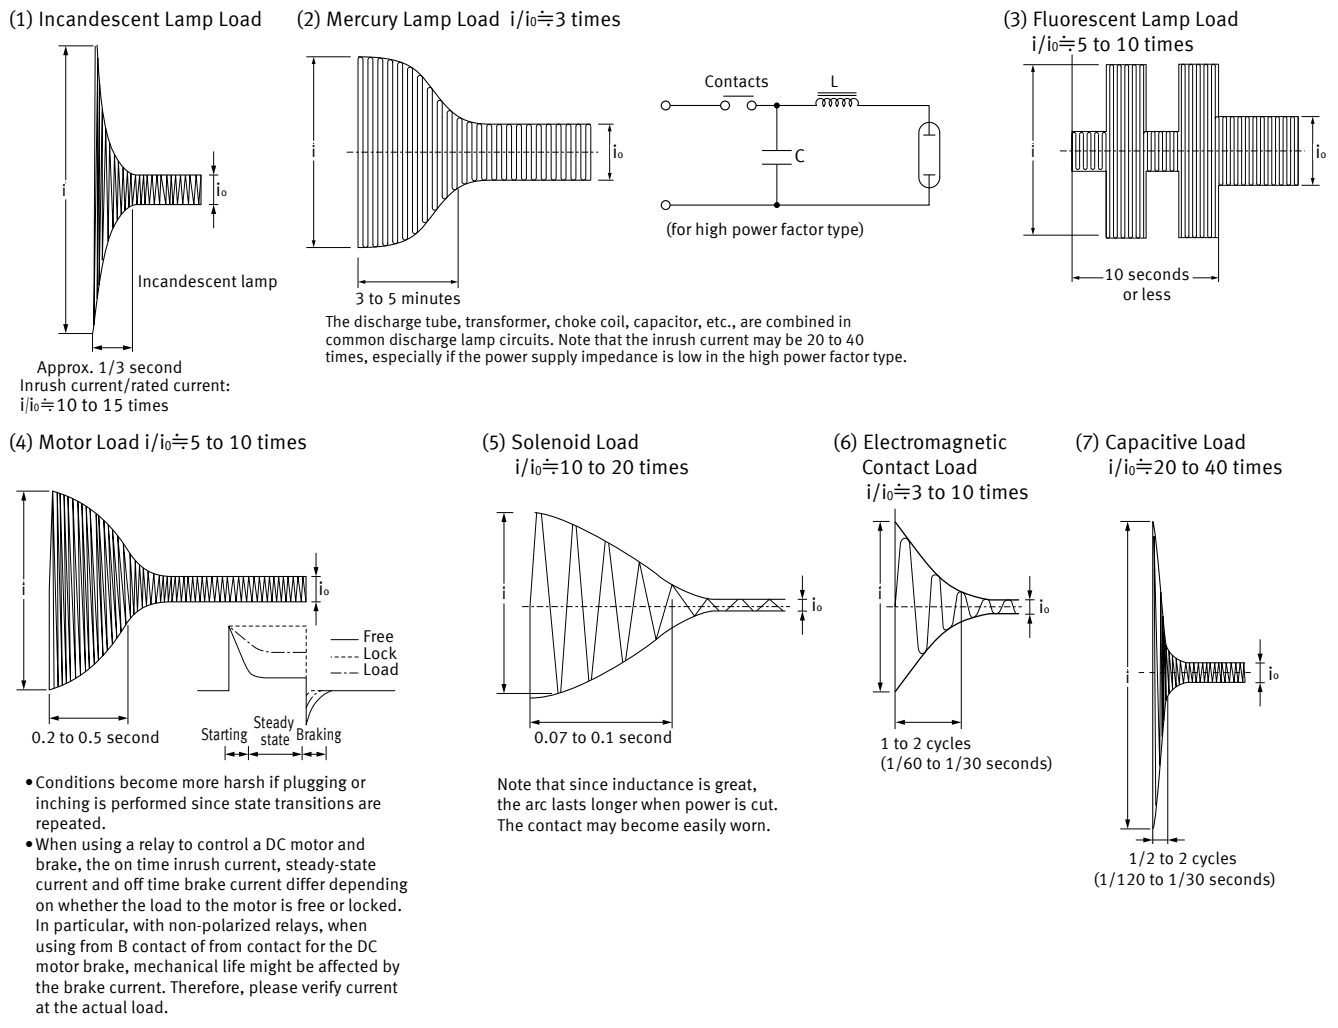 (1) Incandescent Lamp Load
i
i₀
Incandescent lamp
Approx. 1/3 second
Inrush current/rated current:
i/i₀≒10 to 15 times
(2) Mercury Lamp Load i/i₀≒3 times
i
i₀
3 to 5 minutes
Contacts
L
C
(for high power factor type)
The discharge tube, transformer, choke coil, capacitor, etc., are combined in
common discharge lamp circuits. Note that the inrush current may be 20 to 40
times, especially if the power supply impedance is low in the high power factor type.
(3) Fluorescent Lamp Load
i/i₀≒5 to 10 times
i
i₀
10 seconds
or less
(4) Motor Load i/i₀≒5 to 10 times
i
i₀
Free
Lock
Load
0.2 to 0.5 second
Starting
Steady
state
Braking
• Conditions become more harsh if plugging or
inching is performed since state transitions are
repeated.
• When using a relay to control a DC motor and
brake, the on time inrush current, steady-state
current and off time brake current differ depending
on whether the load to the motor is free or locked.
In particular, with non-polarized relays, when
using from B contact of from contact for the DC
motor brake, mechanical life might be affected by
the brake current. Therefore, please verify current
at the actual load.
(5) Solenoid Load
i/i₀≒10 to 20 times
i
i₀
0.07 to 0.1 second
Note that since inductance is great,
the arc lasts longer when power is cut.
The contact may become easily worn.
(6) Electromagnetic
Contact Load
i/i₀≒3 to 10 times
i
i₀
1 to 2 cycles
(1/60 to 1/30 seconds)
(7) Capacitive Load
i/i₀≒20 to 40 times
i
i₀
1/2 to 2 cycles
(1/120 to 1/30 seconds)